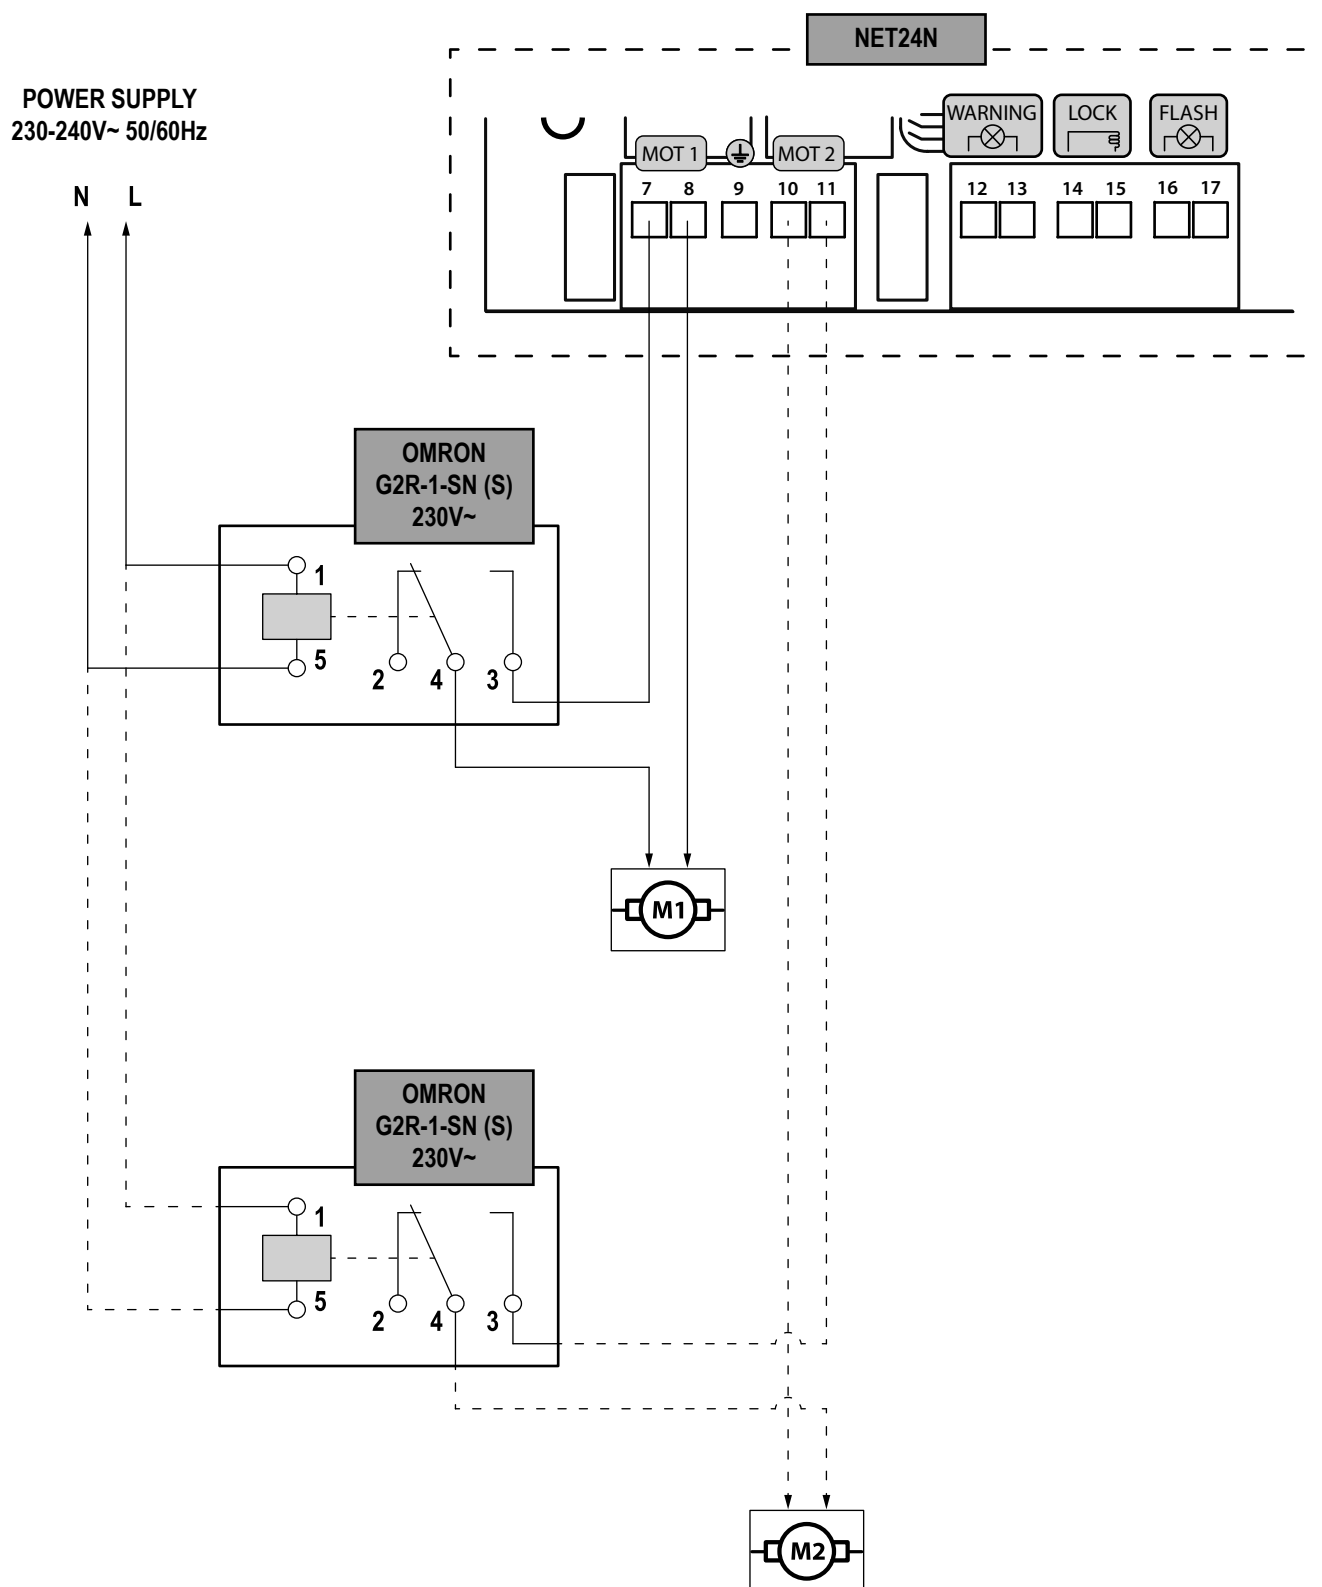 NET24N
POWER SUPPLY
230-240V~ 50/60Hz
WARNING LOCK FLASH
MOT 1 MOT 2
7 8 9 10 11 12 13 14 15 16 17
N L
OMRON
G2R-1-SN (S)
230V~
1
5
2 4 3
M1
OMRON
G2R-1-SN (S)
230V~
1
5
2 4 3
M2